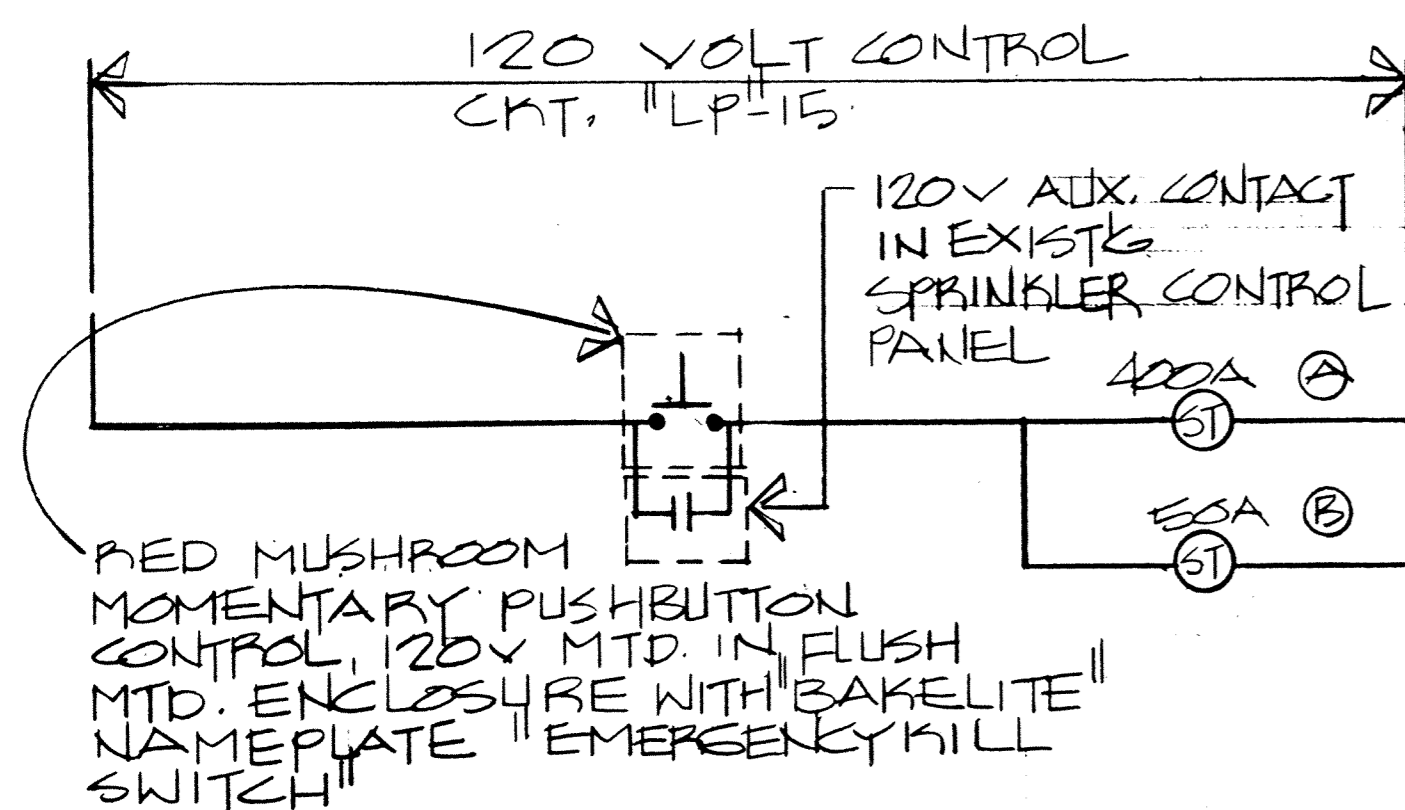 120 VOLT CONTROL
CKT. "LP"-15
120V AUX. CONTACT
IN EXIST'G
SPRINKLER CONTROL
PANEL
400A A
ST
50A B
ST
RED MUSHROOM
MOMENTARY PUSHBUTTON
CONTROL, 120V MTD. IN FLUSH
MTD. ENCLOSURE WITH "BAKELITE"
NAMEPLATE "EMERGENCY KILL
SWITCH"